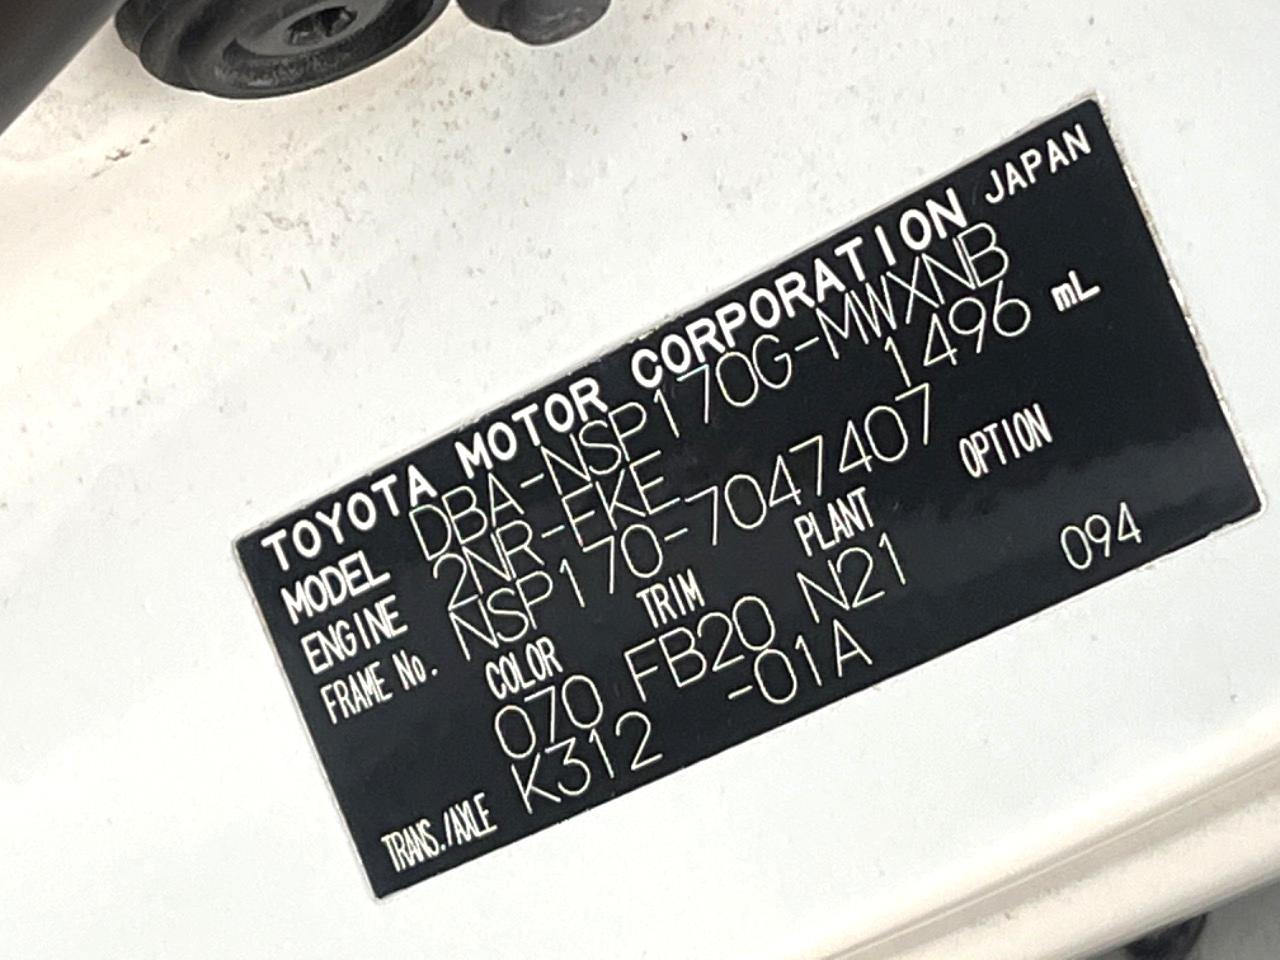 TOYOTA MOTOR CORPORATION JAPAN
MODEL DBA-NSP170G-MWXNB
ENGINE 2NR-FKE 1496 mL
FRAME No. NSP170-7047407
COLOR TRIM PLANT OPTION
070 FB20 N21 094
TRANS./AXLE K312 -01A